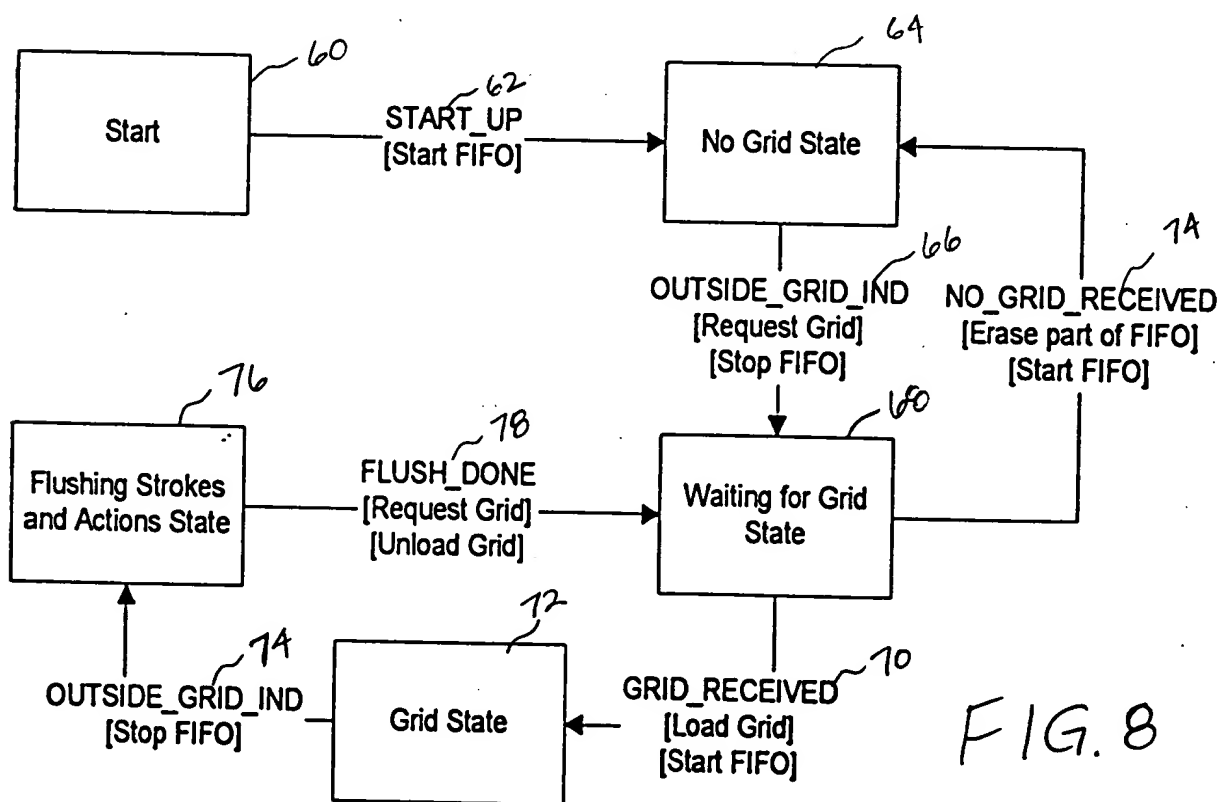 60
Start
62
START_UP
[Start FIFO]
64
No Grid State
66
OUTSIDE_GRID_IND
[Request Grid]
[Stop FIFO]
74
NO_GRID_RECEIVED
[Erase part of FIFO]
[Start FIFO]
76
Flushing Strokes
and Actions State
78
FLUSH_DONE
[Request Grid]
[Unload Grid]
68
Waiting for Grid
State
74
OUTSIDE_GRID_IND
[Stop FIFO]
72
Grid State
70
GRID_RECEIVED
[Load Grid]
[Start FIFO]
FIG. 8